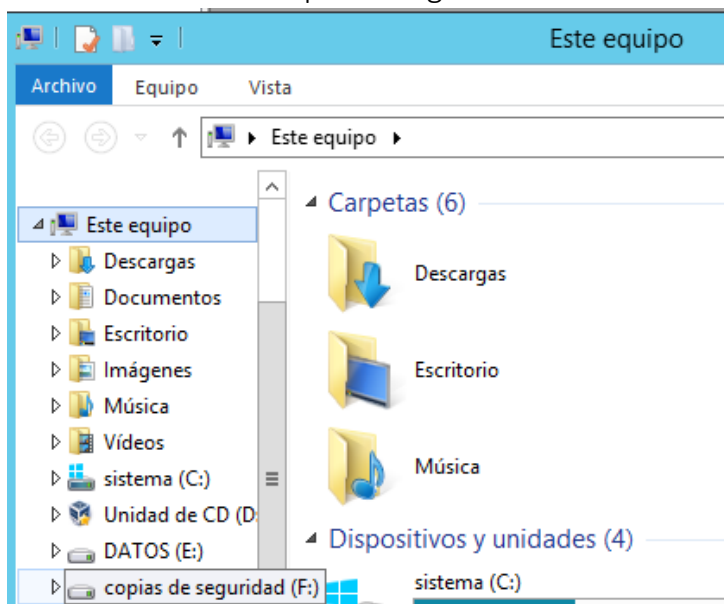 Este equipo
Archivo Equipo Vista
Este equipo
Este equipo
Descargas
Documentos
Escritorio
Imágenes
Música
Vídeos
sistema (C:)
Unidad de CD (D:
DATOS (E:)
copias de seguridad (F:)
Carpetas (6)
Descargas
Escritorio
Música
Dispositivos y unidades (4)
sistema (C:)